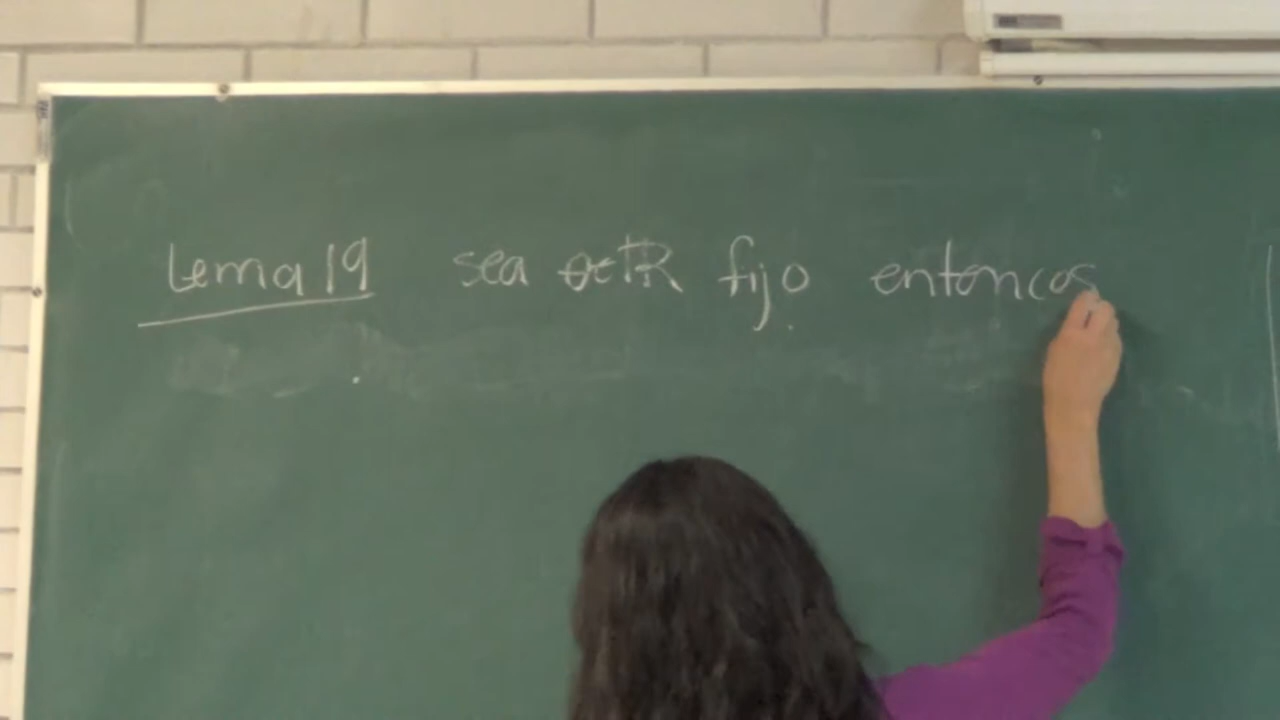 Lema 19 sea σ∈ℝ fijo entonces